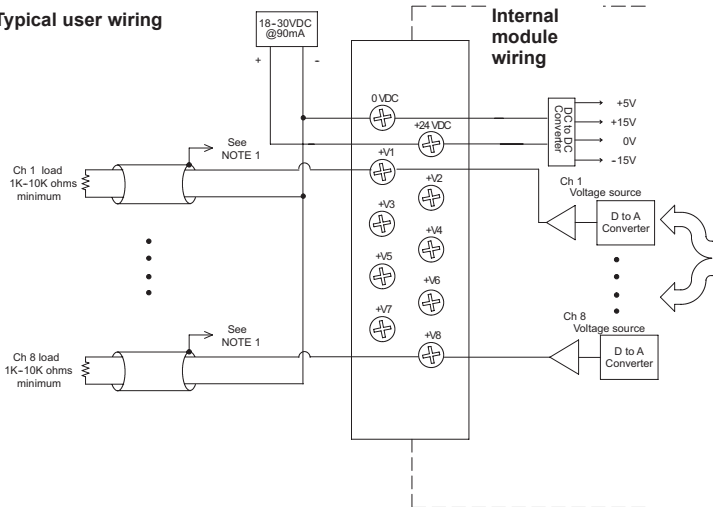 Typical user wiring
18-30VDC
@90mA
+ -
Internal
module
wiring
0 VDC
+24 VDC
DC to DC
Converter
+5V
+15V
0V
-15V
See
NOTE 1
Ch 1 load
1K-10K ohms
minimum
+V1
+V2
+V3
+V4
+V5
+V6
+V7
+V8
Ch 1
Voltage source
D to A
Converter
See
NOTE 1
Ch 8 load
1K-10K ohms
minimum
Ch 8
Voltage source
D to A
Converter